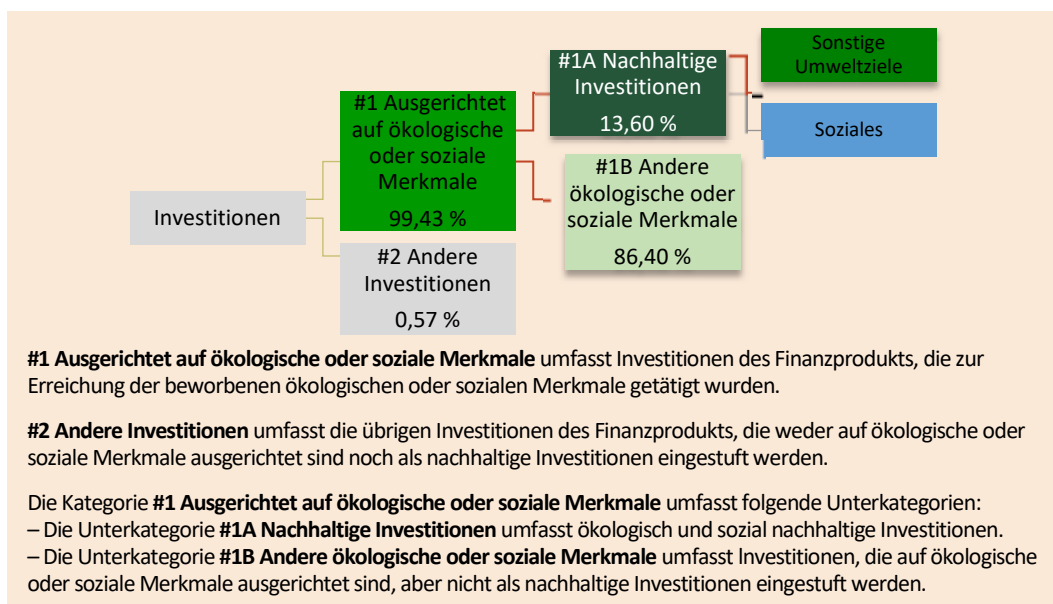 Investitionen
#1 Ausgerichtet
auf ökologische
oder soziale
Merkmale
99,43 %
#2 Andere
Investitionen
0,57 %
#1A Nachhaltige
Investitionen
13,60 %
#1B Andere
ökologische oder
soziale Merkmale
86,40 %
Sonstige
Umweltziele
Soziales
#1 Ausgerichtet auf ökologische oder soziale Merkmale umfasst Investitionen des Finanzprodukts, die zur
Erreichung der beworbenen ökologischen oder sozialen Merkmale getätigt wurden.
#2 Andere Investitionen umfasst die übrigen Investitionen des Finanzprodukts, die weder auf ökologische oder
soziale Merkmale ausgerichtet sind noch als nachhaltige Investitionen eingestuft werden.
Die Kategorie #1 Ausgerichtet auf ökologische oder soziale Merkmale umfasst folgende Unterkategorien:
– Die Unterkategorie #1A Nachhaltige Investitionen umfasst ökologisch und sozial nachhaltige Investitionen.
– Die Unterkategorie #1B Andere ökologische oder soziale Merkmale umfasst Investitionen, die auf ökologische
oder soziale Merkmale ausgerichtet sind, aber nicht als nachhaltige Investitionen eingestuft werden.